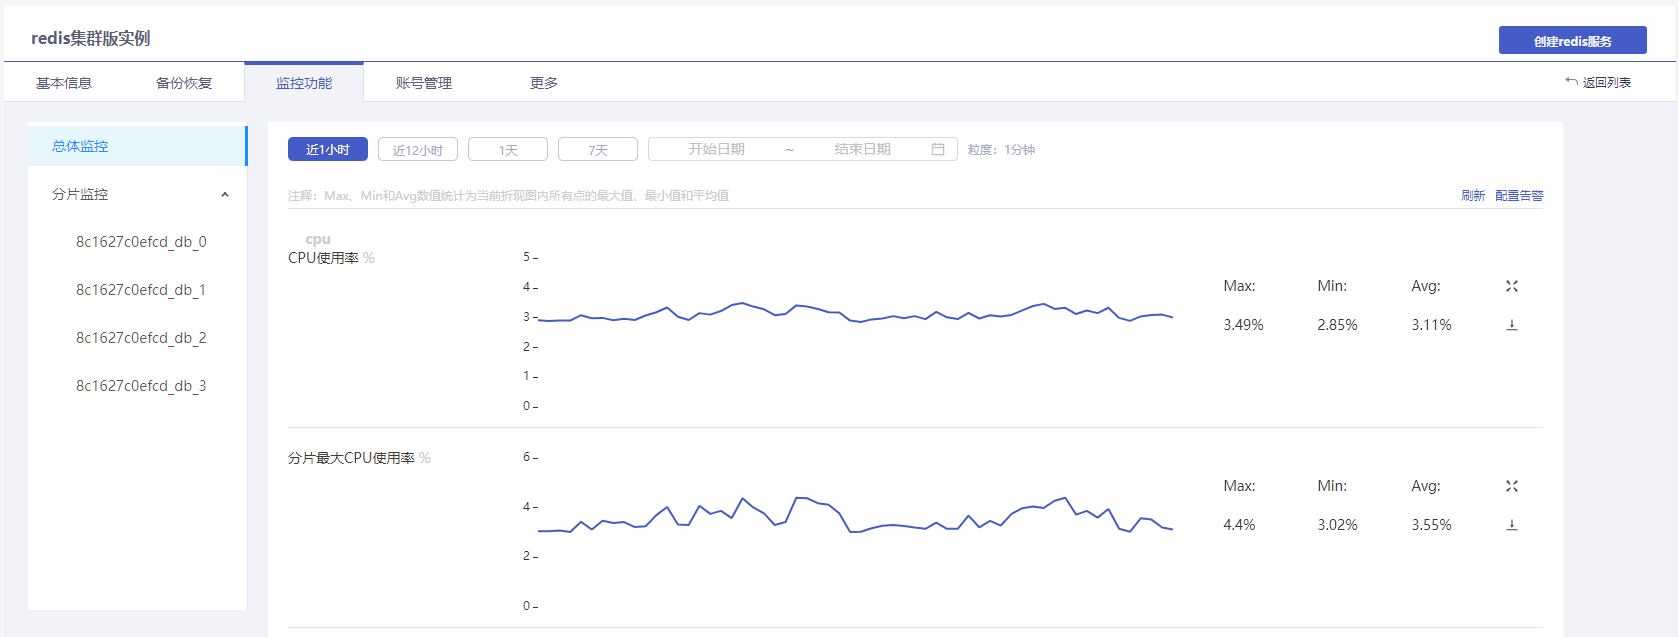 redis集群版实例
创建redis服务
基本信息 备份恢复 监控功能 账号管理 更多 返回列表
总体监控
分片监控
8c1627c0efcd_db_0
8c1627c0efcd_db_1
8c1627c0efcd_db_2
8c1627c0efcd_db_3
近1小时 近12小时 1天 7天 开始日期 ~ 结束日期 粒度：1分钟
注释：Max、Min和Avg数值统计为当前折现图内所有点的最大值、最小值和平均值 刷新 配置告警
cpu
CPU使用率 %
5
4
3
2
1
0
Max: Min: Avg:
3.49% 2.85% 3.11%
分片最大CPU使用率 %
6
4
2
0
Max: Min: Avg:
4.4% 3.02% 3.55%